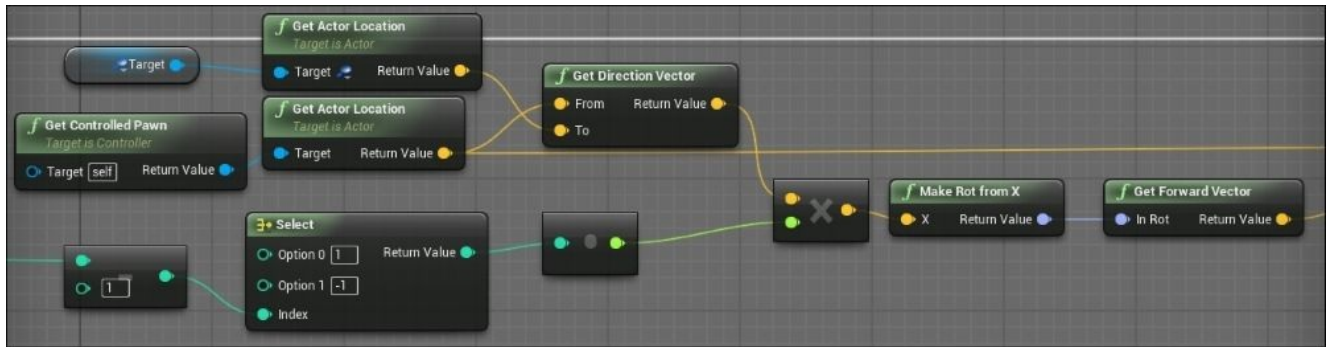 Target
Get Actor Location
Target is Actor
Target
Return Value
Get Controlled Pawn
Target is Controller
Target self
Return Value
Get Actor Location
Target is Actor
Target
Return Value
Get Direction Vector
From
Return Value
To
Select
Option 0 1
Return Value
Option 1 -1
Index
1
Make Rot from X
X
Return Value
Get Forward Vector
In Rot
Return Value